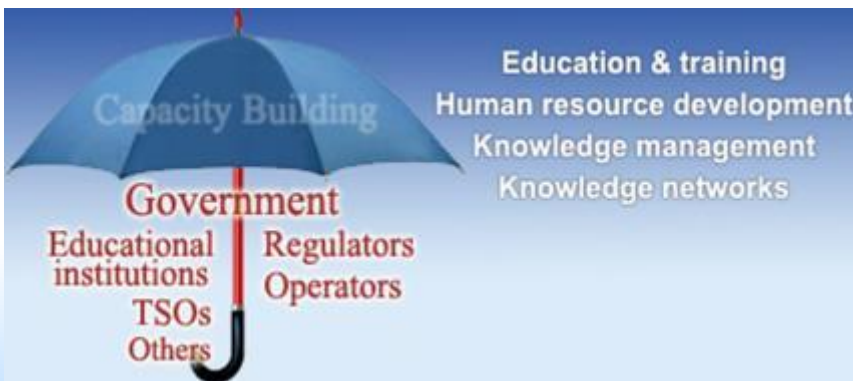 Capacity Building
Government
Educational
institutions
TSOs
Others
Regulators
Operators
Education & training
Human resource development
Knowledge management
Knowledge networks